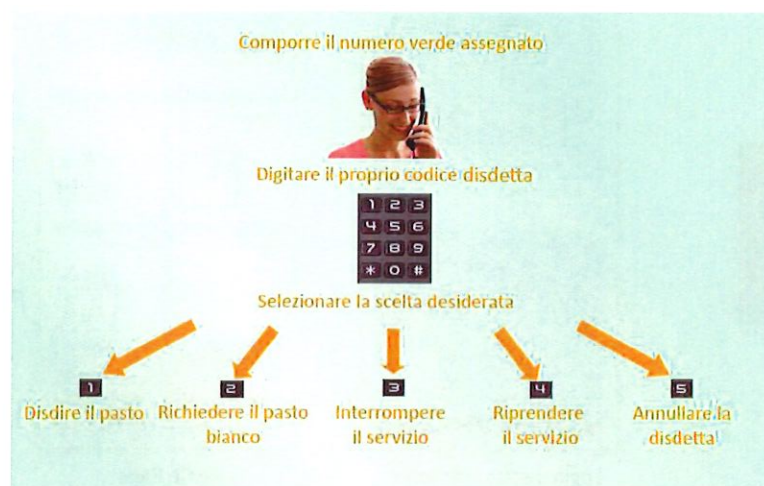 Comporre il numero verde assegnato
Digitare il proprio codice disdetta
1 2 3
4 5 6
7 8 9
* 0 #
Selezionare la scelta desiderata
1 2 3 4 5
Disdire il pasto Richiedere il pasto Interrompere Riprendere Annullare la
bianco il servizio il servizio disdetta